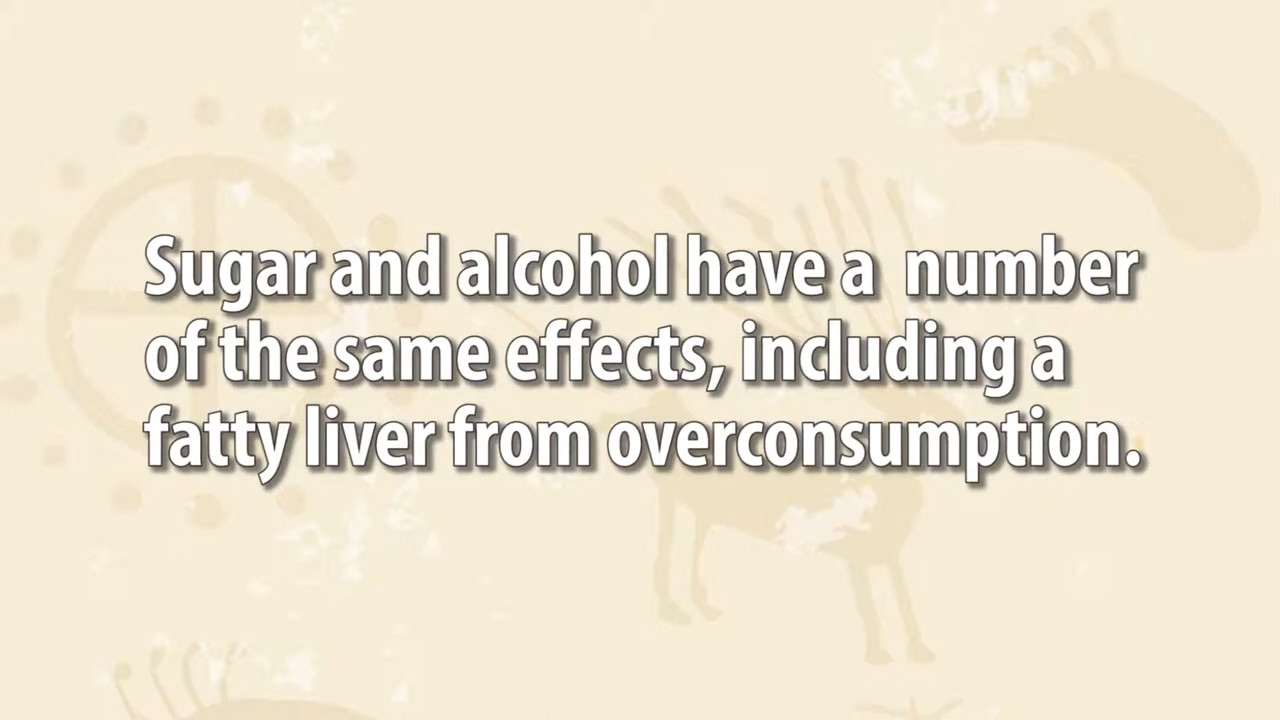 Sugar and alcohol have a number
of the same effects, including a
fatty liver from overconsumption.